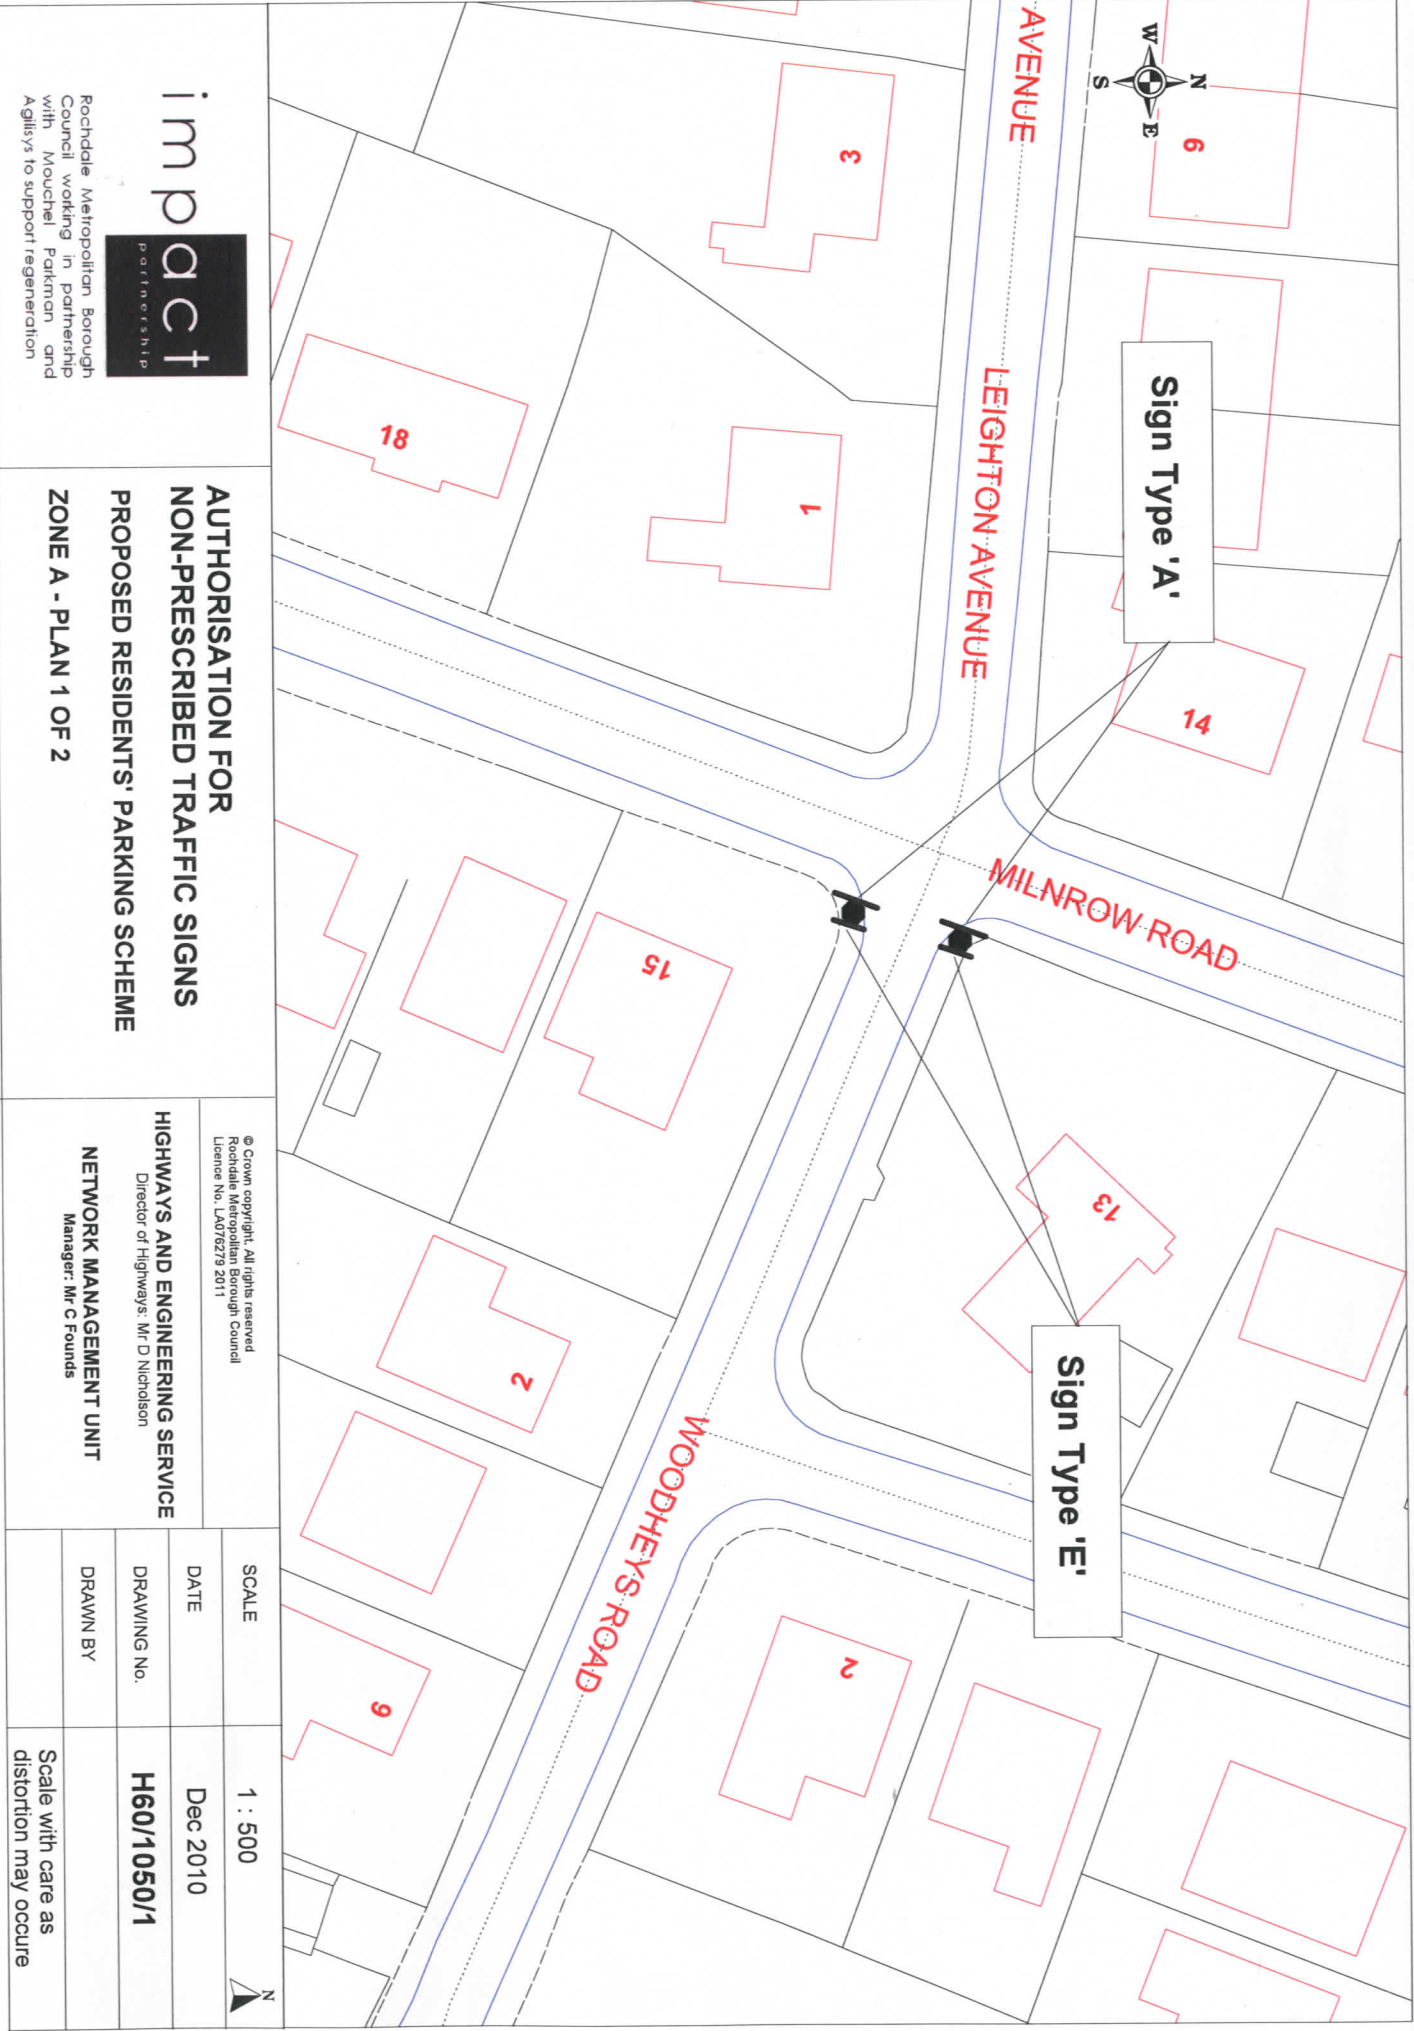 AVENUE
LEIGHTON AVENUE
MILNROW ROAD
WOODHEYS ROAD
Sign Type 'A'
Sign Type 'E'
N
E
S
W
3
1
18
14
15
13
2
2
impact
partnership
Rochdale Metropolitan Borough
Council working in partnership
with Mouchel Parkman and
Agilisys to support regeneration
AUTHORISATION FOR
NON-PRESCRIBED TRAFFIC SIGNS
PROPOSED RESIDENTS' PARKING SCHEME
ZONE A - PLAN 1 OF 2
© Crown copyright. All rights reserved
Rochdale Metropolitan Borough Council
Licence No. LA076279 2011
HIGHWAYS AND ENGINEERING SERVICE
Director of Highways: Mr D Nicholson
NETWORK MANAGEMENT UNIT
Manager: Mr C Founds
SCALE
1 : 500
DATE
Dec 2010
DRAWING No.
H60/1050/1
DRAWN BY
Scale with care as
distortion may occure
N